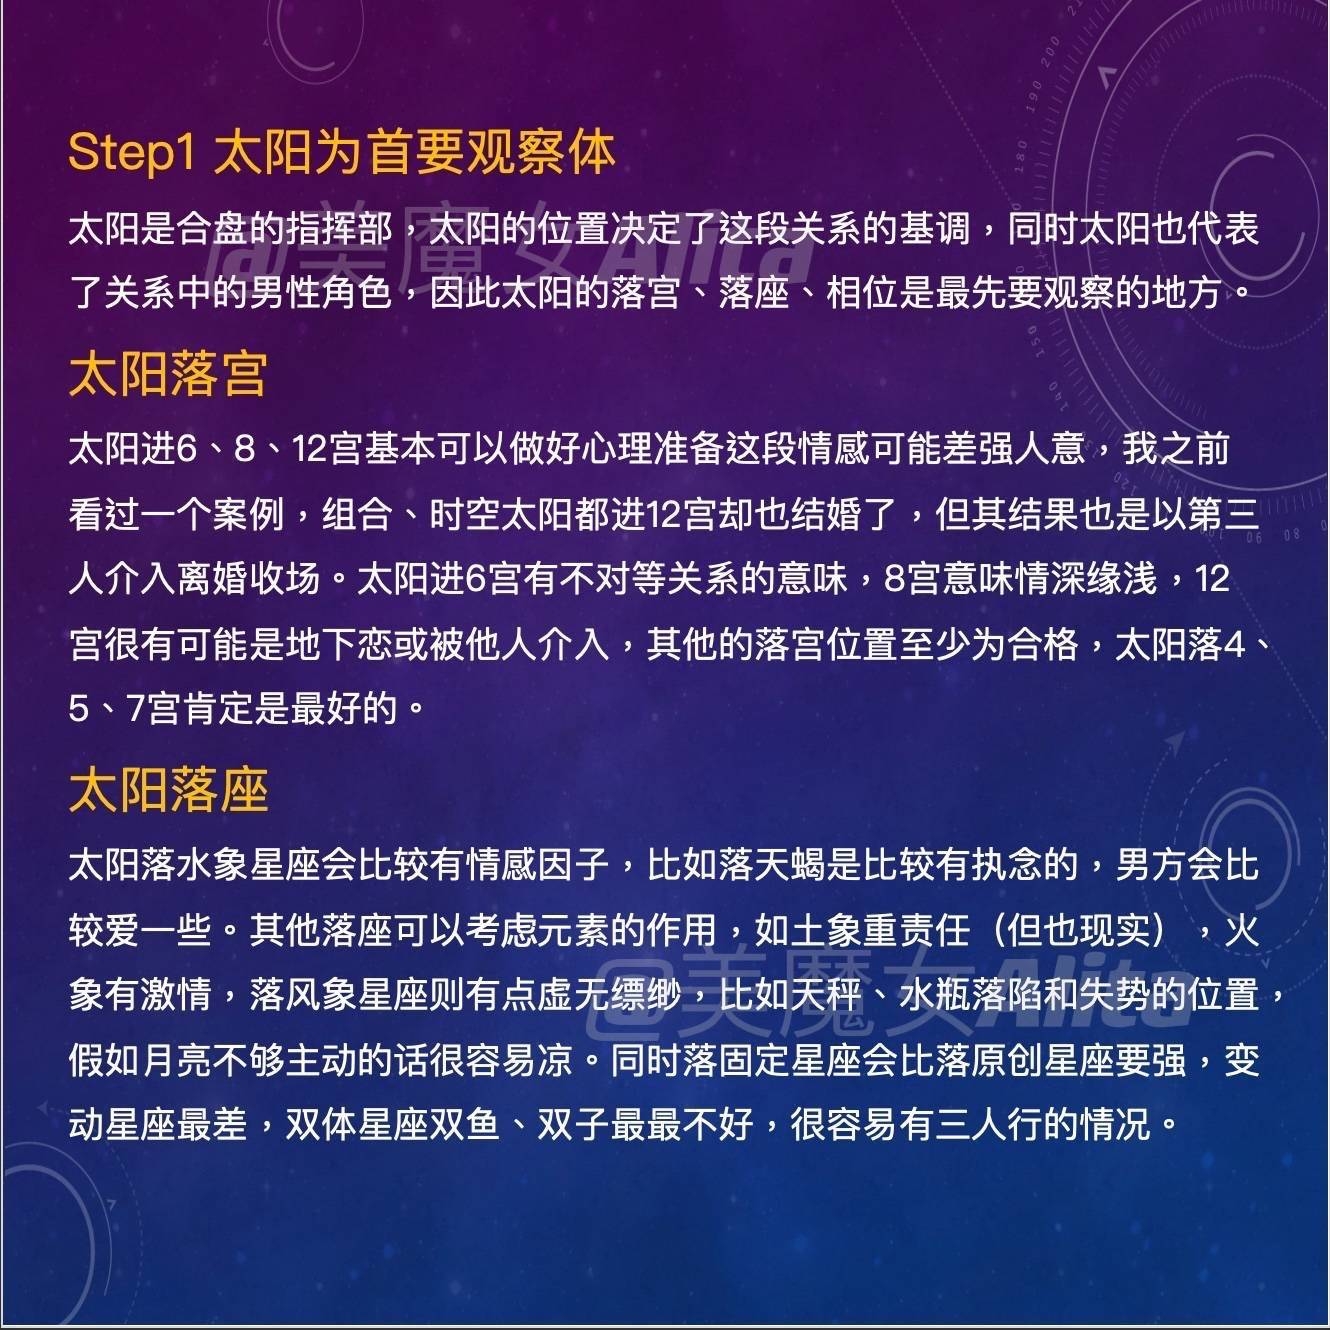 Step1 太阳为首要观察体
太阳是合盘的指挥部，太阳的位置决定了这段关系的基调，同时太阳也代表
了关系中的男性角色，因此太阳的落宫、落座、相位是最先要观察的地方。
太阳落宫
太阳进6、8、12宫基本可以做好心理准备这段情感可能差强人意，我之前
看过一个案例，组合、时空太阳都进12宫却也结婚了，但其结果也是以第三
人介入离婚收场。太阳进6宫有不对等关系的意味，8宫意味情深缘浅，12
宫很有可能是地下恋或被他人介入，其他的落宫位置至少为合格，太阳落4、
5、7宫肯定是最好的。
太阳落座
太阳落水象星座会比较有情感因子，比如落天蝎是比较有执念的，男方会比
较爱一些。其他落座可以考虑元素的作用，如土象重责任（但也现实），火
象有激情，落风象星座则有点虚无缥缈，比如天秤、水瓶落陷和失势的位置，
假如月亮不够主动的话很容易凉。同时落固定星座会比落原创星座要强，变
动星座最差，双体星座双鱼、双子最最不好，很容易有三人行的情况。
@美魔女Alita
@美魔女Alita